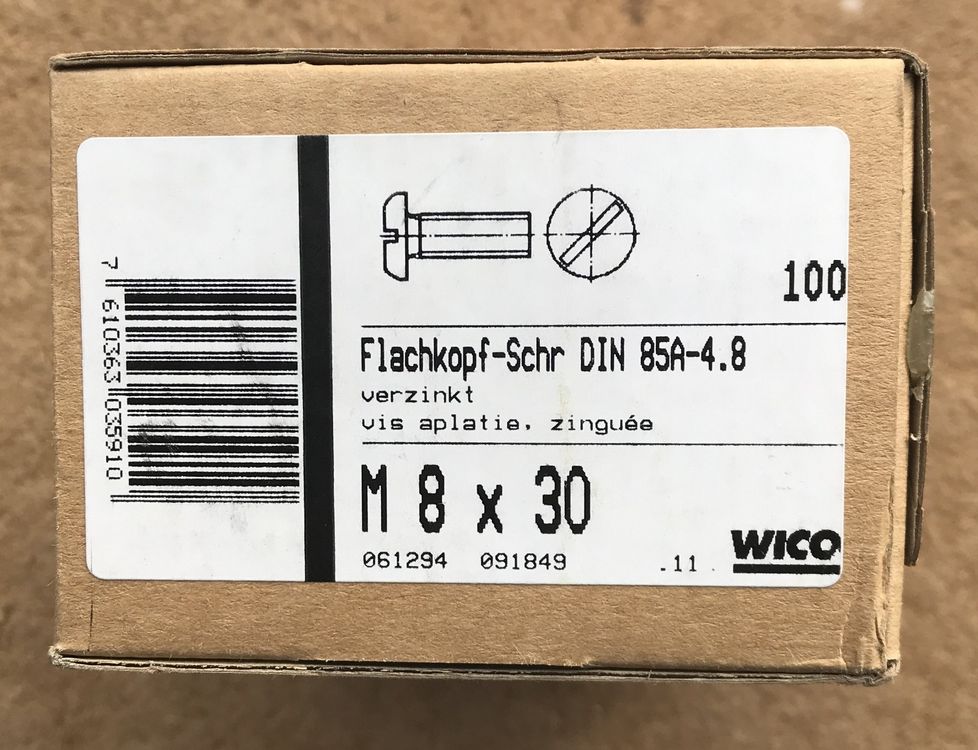 7 610363 035910
100
Flachkopf-Schr DIN 85A-4.8
verzinkt
vis aplatie, zinguée
M 8 x 30
061294 091849 .11
WICO